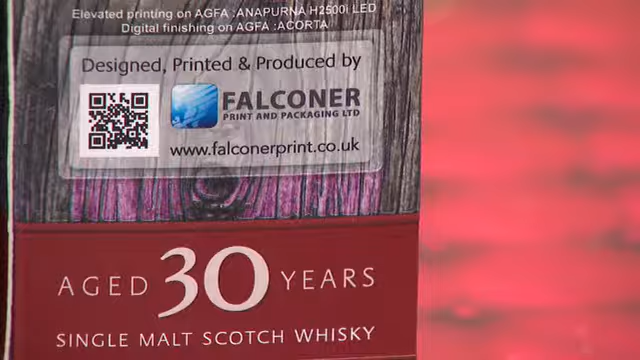 Elevated printing on AGFA :ANAPURNA H2500i LED
Digital finishing on AGFA :ACORTA
Designed, Printed & Produced by
FALCONER
PRINT AND PACKAGING LTD
www.falconerprint.co.uk
AGED 30 YEARS
SINGLE MALT SCOTCH WHISKY